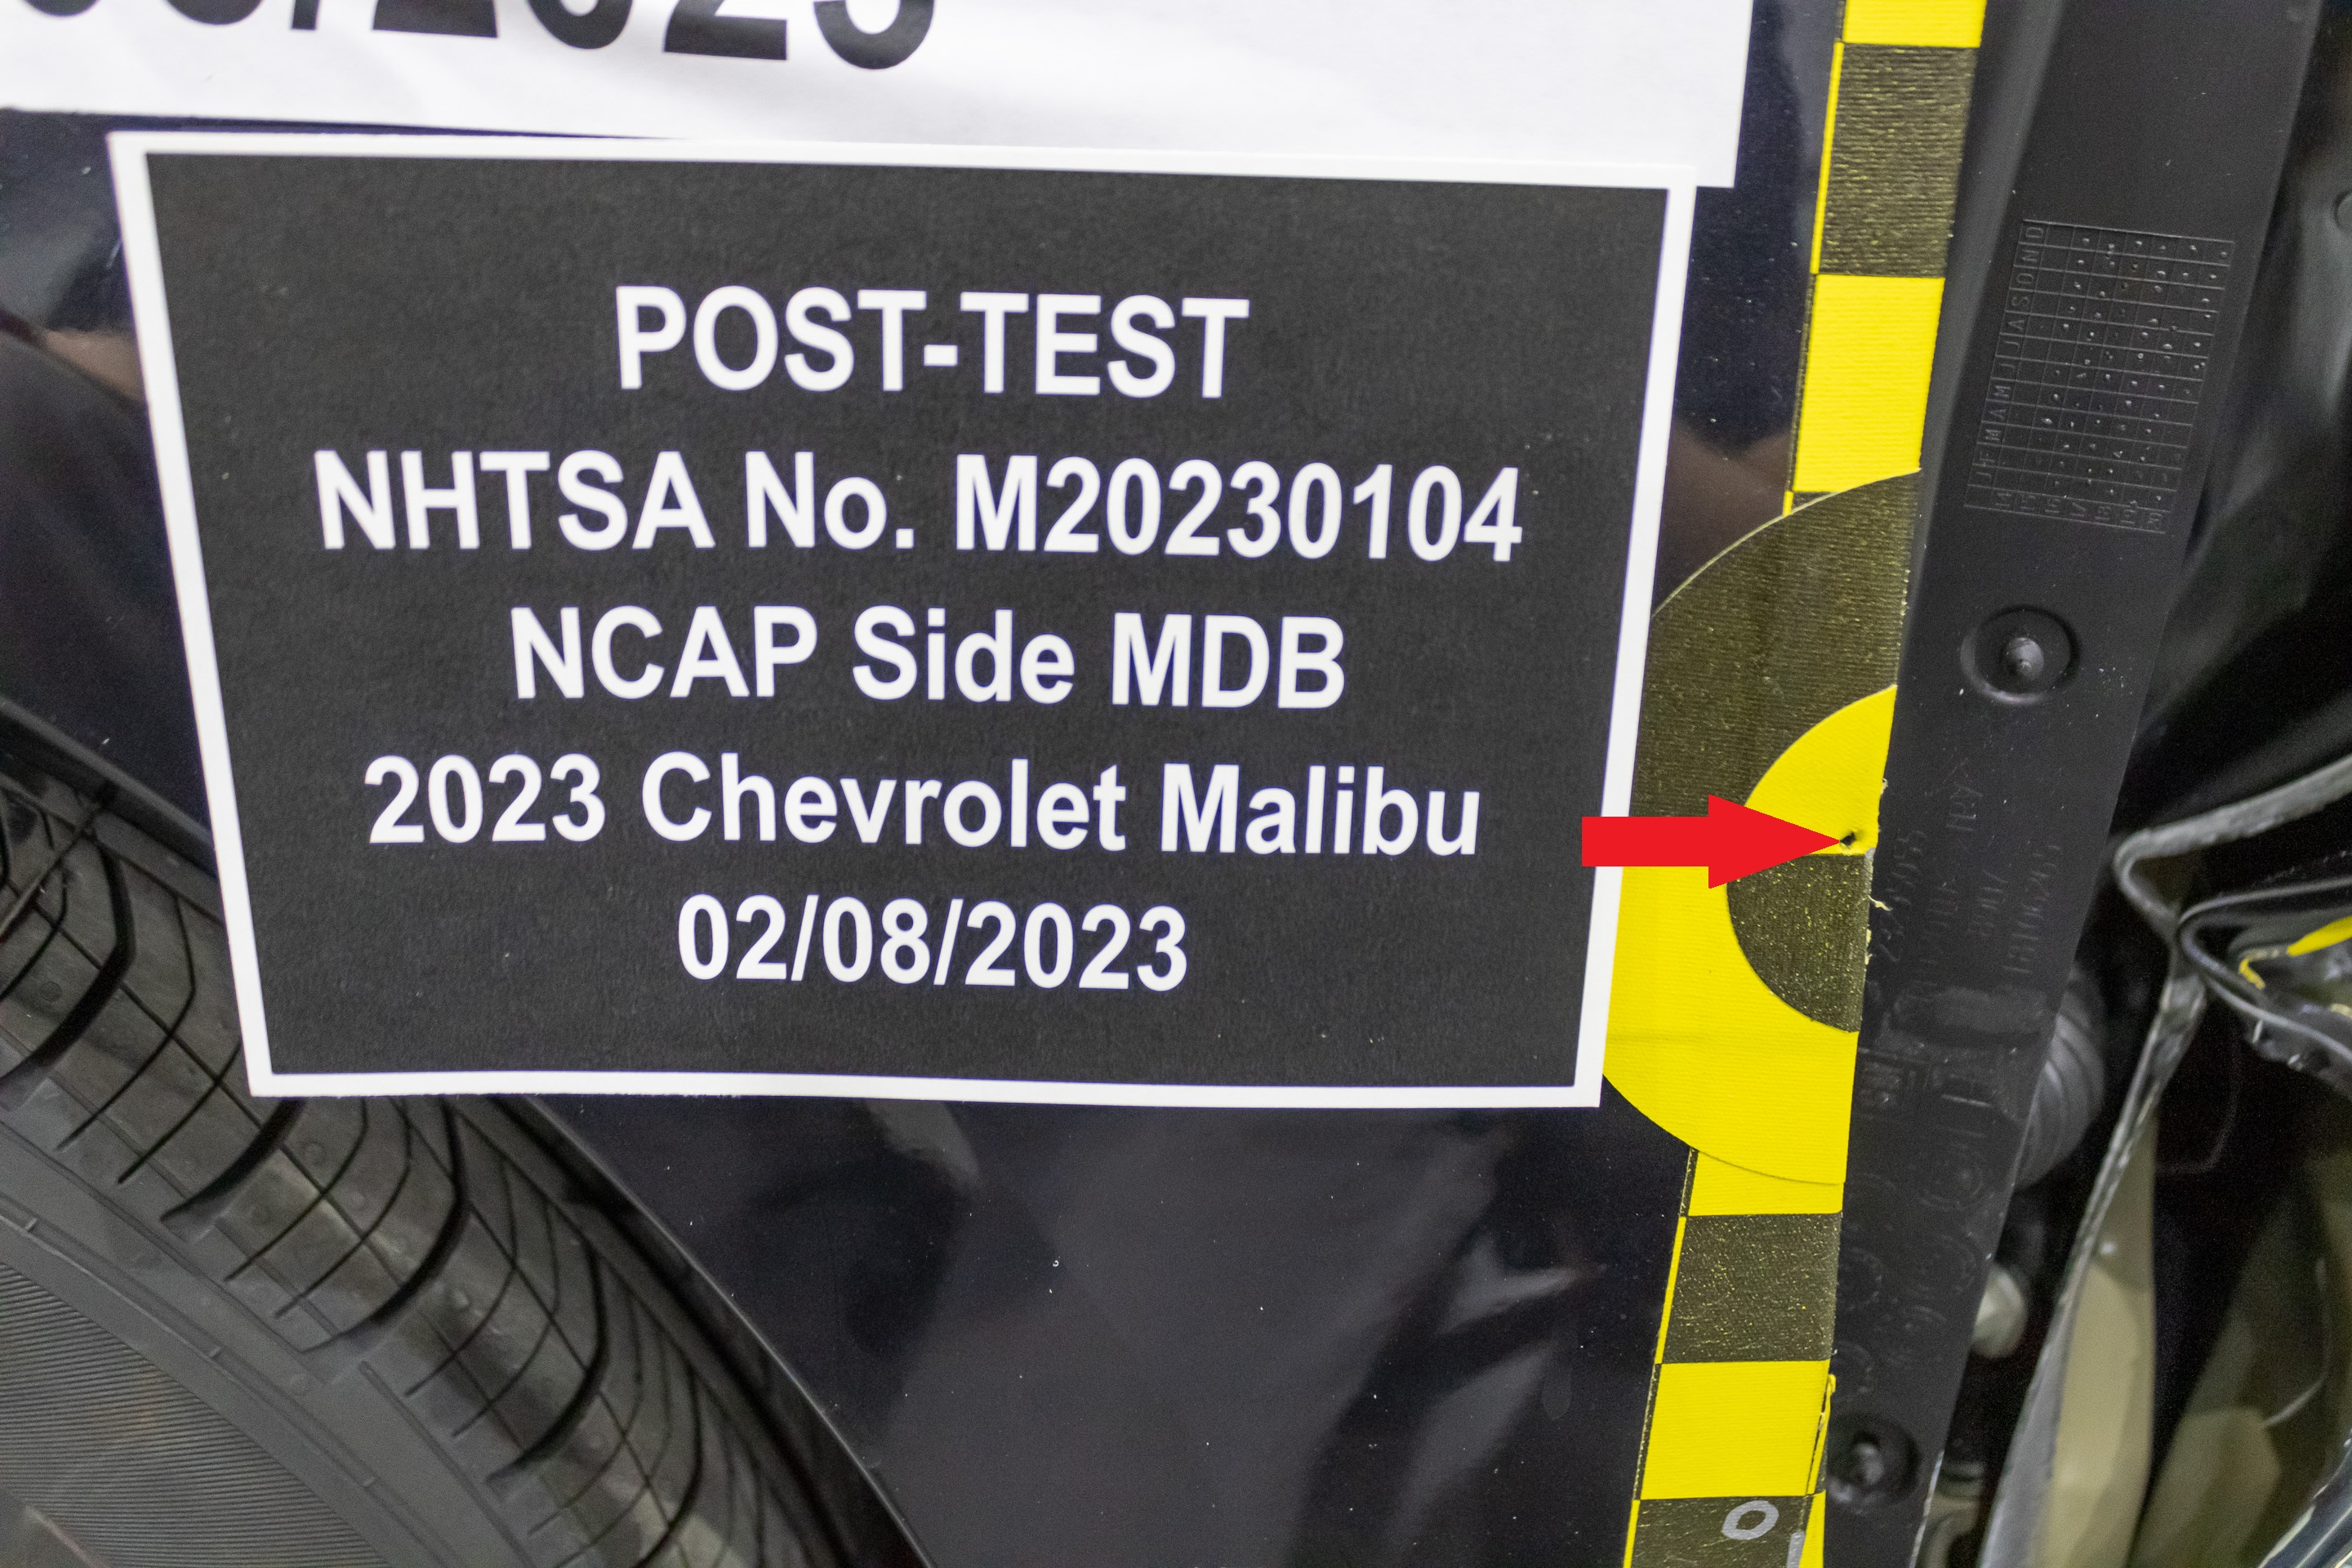 POST-TEST
NHTSA No. M20230104
NCAP Side MDB
2023 Chevrolet Malibu
02/08/2023
J F M A M J J A S O N D
O